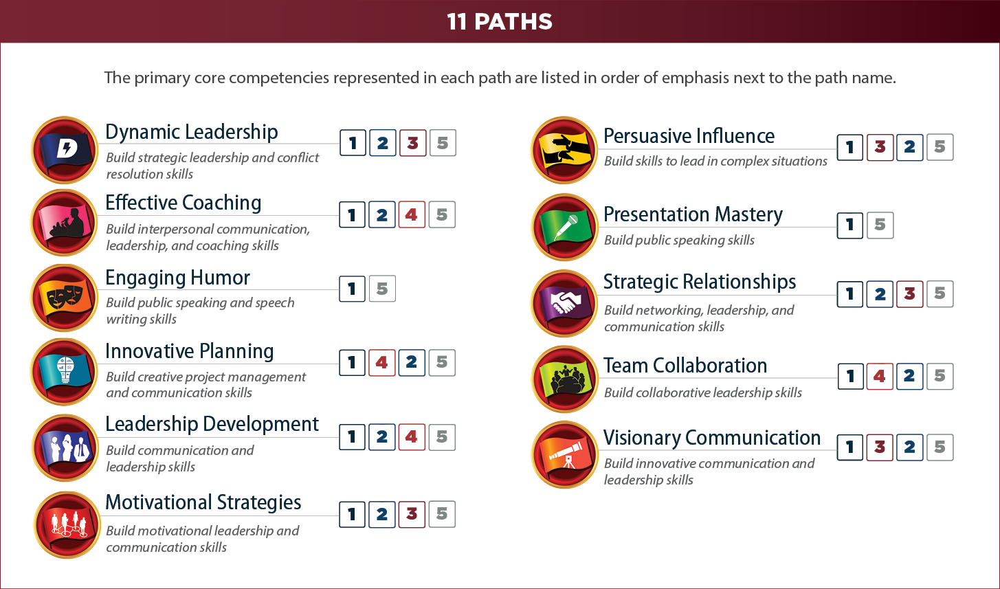 11 PATHS
The primary core competencies represented in each path are listed in order of emphasis next to the path name.
Dynamic Leadership
1 2 3 5
Build strategic leadership and conflict
resolution skills
Effective Coaching
1 2 4 5
Build interpersonal communication,
leadership, and coaching skills
Engaging Humor
1 5
Build public speaking and speech
writing skills
Innovative Planning
1 4 2 5
Build creative project management
and communication skills
Leadership Development
1 2 4 5
Build communication and
leadership skills
Motivational Strategies
1 2 3 5
Build motivational leadership and
communication skills
Persuasive Influence
1 3 2 5
Build skills to lead in complex situations
Presentation Mastery
1 5
Build public speaking skills
Strategic Relationships
1 2 3 5
Build networking, leadership, and
communication skills
Team Collaboration
1 4 2 5
Build collaborative leadership skills
Visionary Communication
1 3 2 5
Build innovative communication and
leadership skills
D